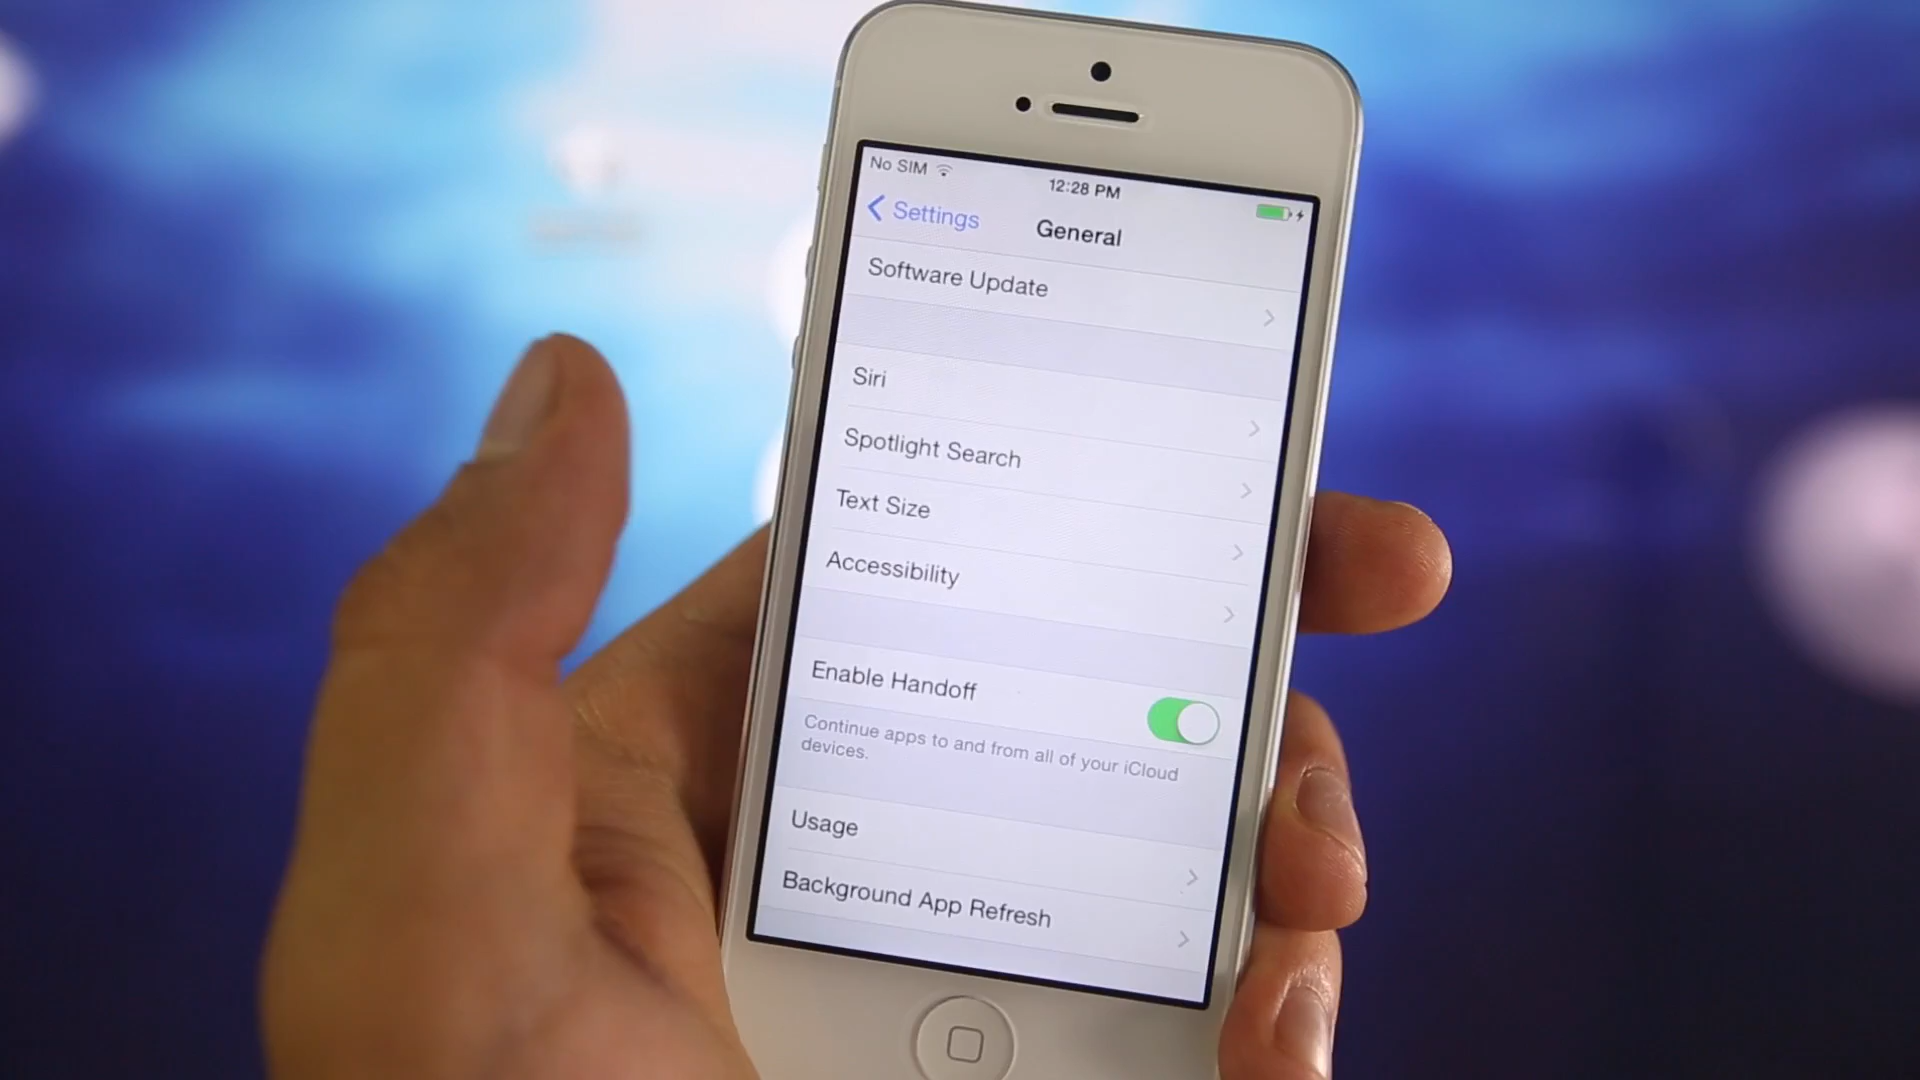 No SIM
12:28 PM
Settings
General
Software Update
Siri
Spotlight Search
Text Size
Accessibility
Enable Handoff
Continue apps to and from all of your iCloud
devices.
Usage
Background App Refresh